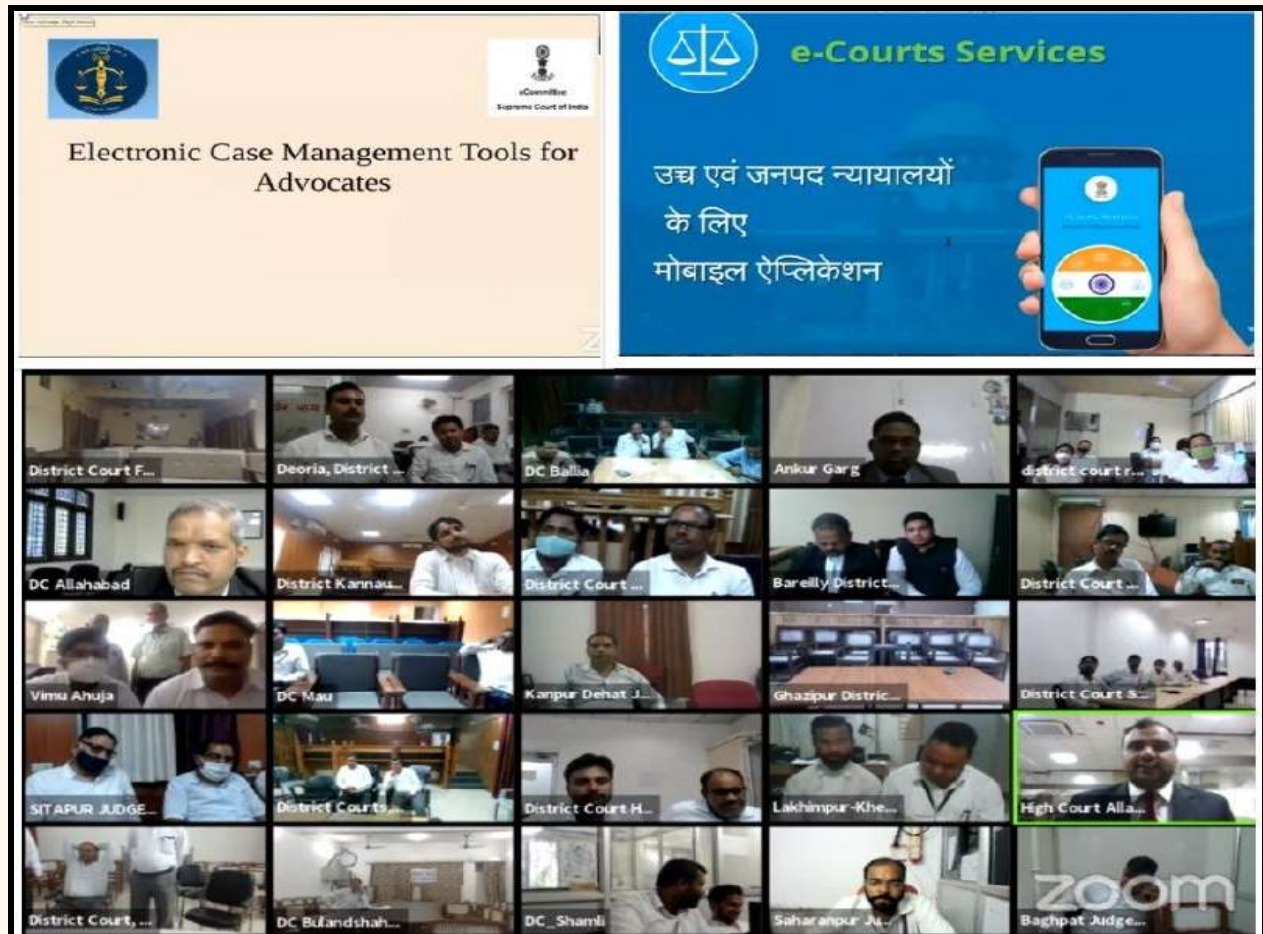 eCommittee
Supreme Court of India
Electronic Case Management Tools for
Advocates
e-Courts Services
उच्च एवं जनपद न्यायालयों
के लिए
मोबाइल ऐप्लिकेशन
District Court F...
Deoria, District ...
DC Ballia
Ankur Garg
district court r...
DC Allahabad
District Kannau...
District Court ...
Bareilly District...
District Court ...
Vimu Ahuja
DC Mau
Kanpur Dehat J...
Ghazipur Distric...
District Court S...
SITAPUR JUDGE...
District Courts,...
District Court H...
Lakhimpur-Khe...
High Court Alla...
District Court, ...
DC Bulandshah...
DC_Shamli
Saharanpur Ju...
Baghpat Judge...
zoom